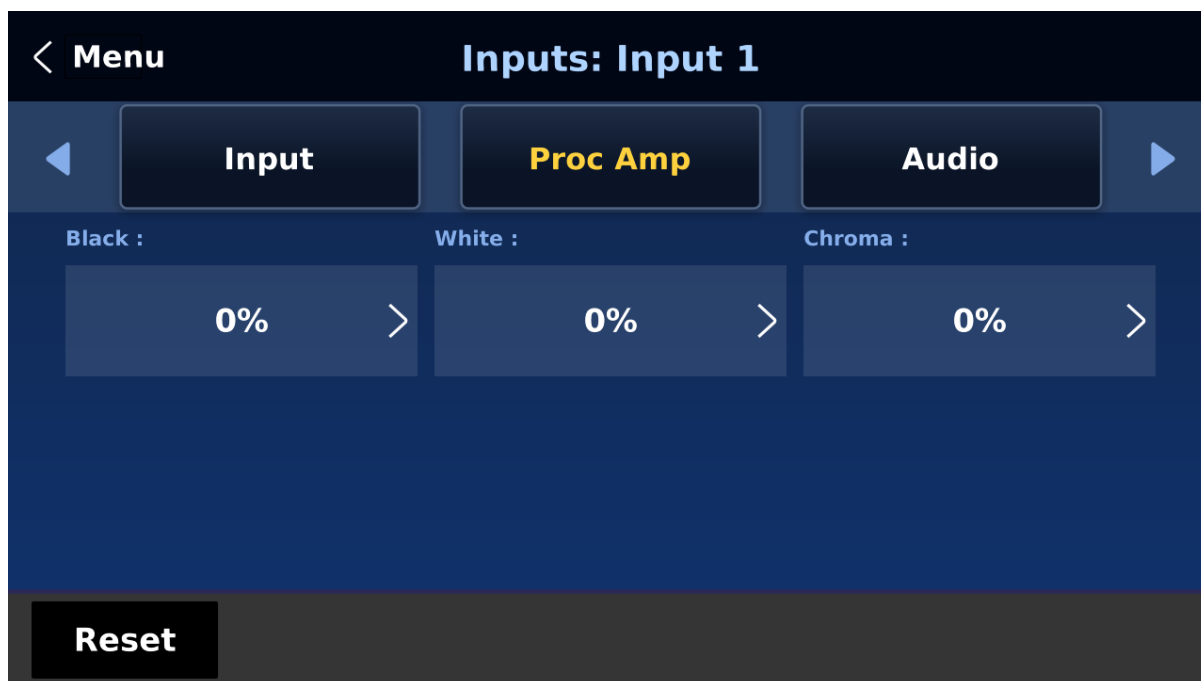 Menu
Inputs: Input 1
Input
Proc Amp
Audio
Black :
White :
Chroma :
0%
0%
0%
Reset